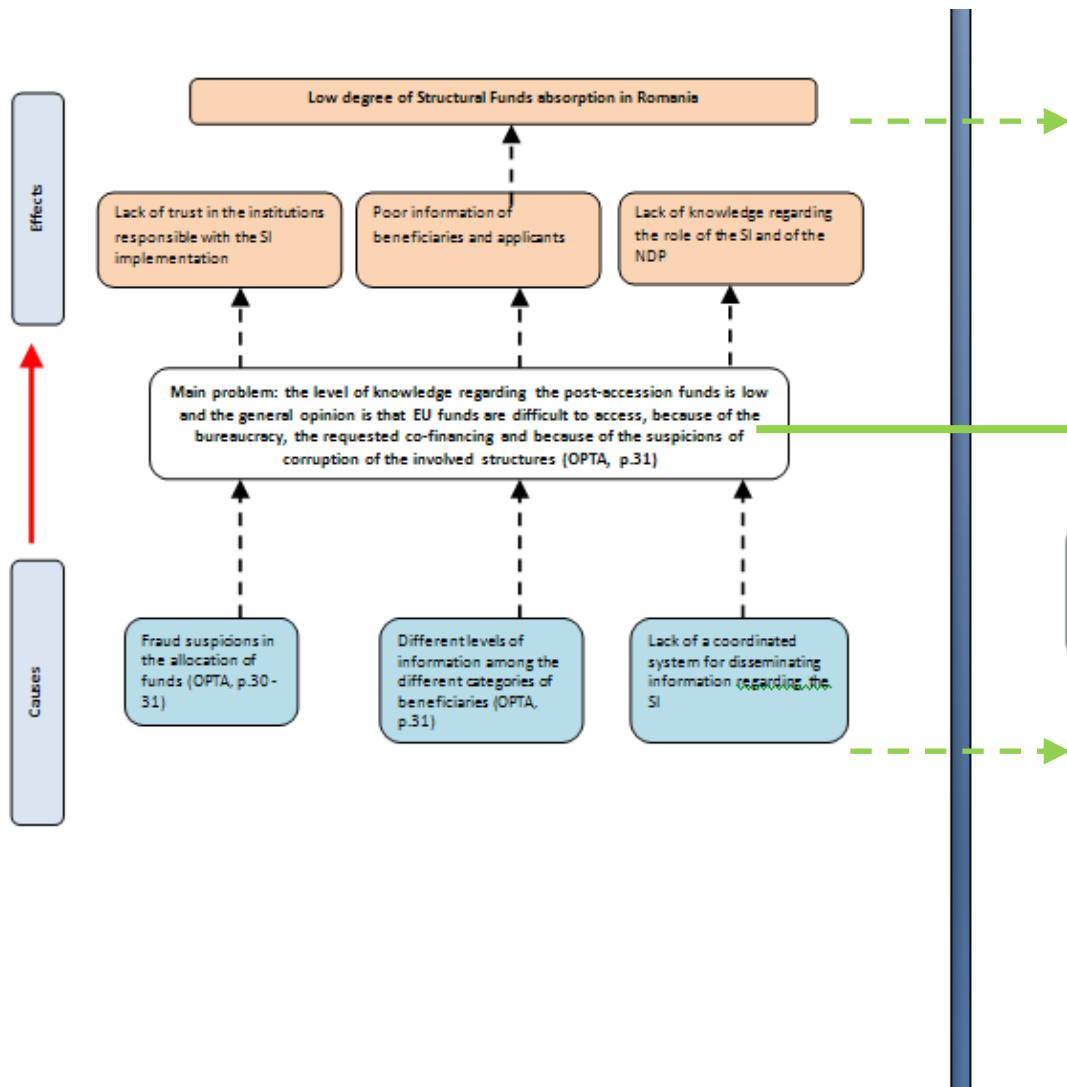 Low degree of Structural Funds absorption in Romania
Effects
Lack of trust in the institutions
responsible with the SI
implementation
Poor information of
beneficiaries and applicants
Lack of knowledge regarding
the role of the SI and of the
NDP
Main problem: the level of knowledge regarding the post-accession funds is low
and the general opinion is that EU funds are difficult to access, because of the
bureaucracy, the requested co-financing and because of the suspicions of
corruption of the involved structures (OPTA, p.31)
Causes
Fraud suspicions in
the allocation of
funds (OPTA, p.30-
31)
Different levels of
information among the
different categories of
beneficiaries (OPTA,
p.31)
Lack of a coordinated
system for disseminating
information regarding the
SI